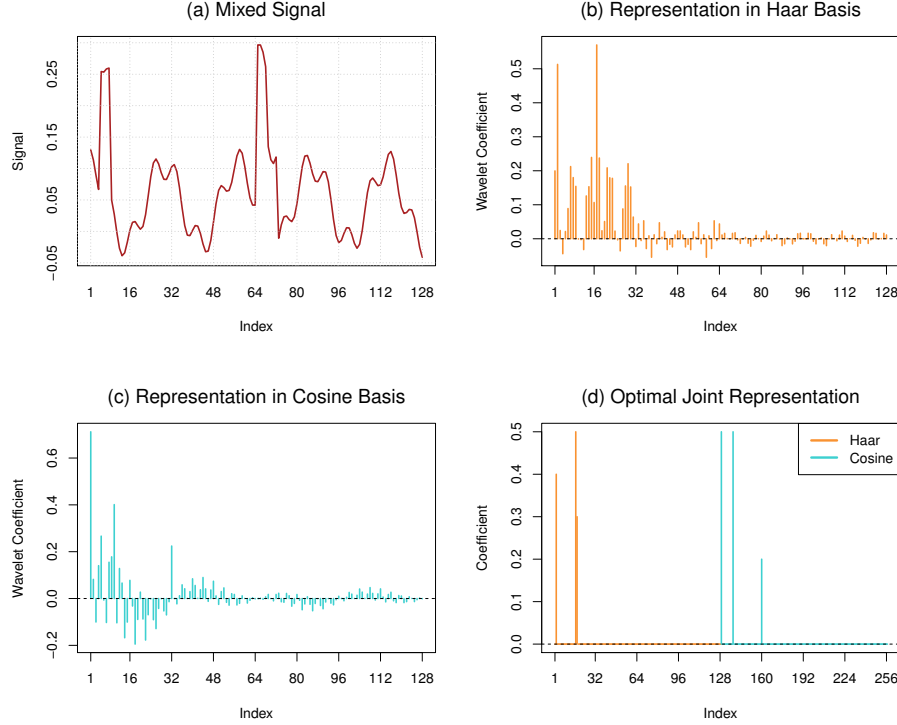 (a) Mixed Signal
Signal
0.25
0.15
0.05
−0.05
1 16 32 48 64 80 96 112 128
Index
(b) Representation in Haar Basis
Wavelet Coefficient
0.5
0.4
0.3
0.2
0.1
0.0
1 16 32 48 64 80 96 112 128
Index
(c) Representation in Cosine Basis
Wavelet Coefficient
0.6
0.4
0.2
0.0
−0.2
1 16 32 48 64 80 96 112 128
Index
(d) Optimal Joint Representation
Haar
Cosine
Coefficient
0.5
0.4
0.3
0.2
0.1
0.0
1 32 64 96 128 160 192 224 256
Index